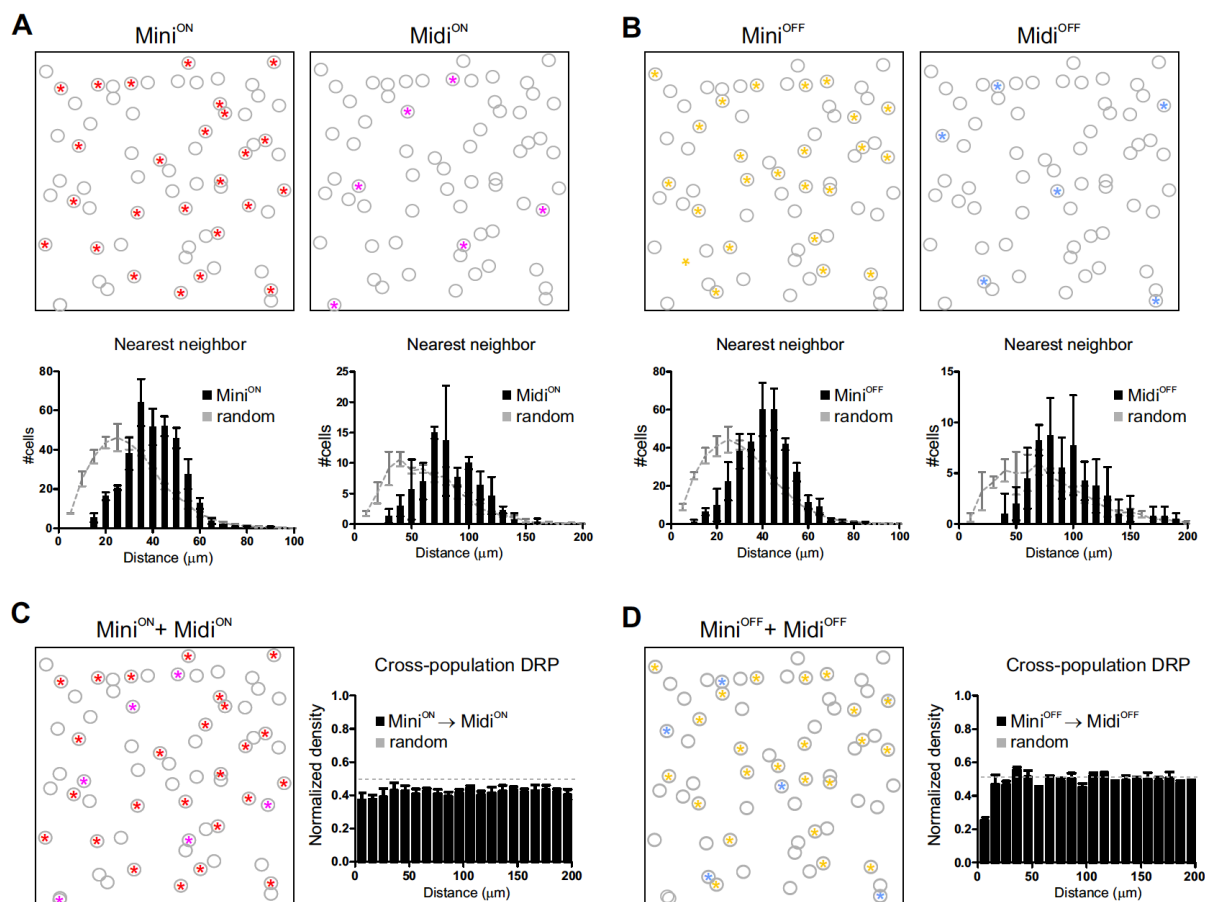 A
Mini^ON
Midi^ON
B
Mini^OFF
Midi^OFF
Nearest neighbor
80
60
40
20
0
#cells
Mini^ON
random
0 20 40 60 80 100
Distance (μm)
Nearest neighbor
25
20
15
10
5
0
#cells
Midi^ON
random
0 50 100 150 200
Distance (μm)
Nearest neighbor
80
60
40
20
0
#cells
Mini^OFF
random
0 20 40 60 80 100
Distance (μm)
Nearest neighbor
15
10
5
0
#cells
Midi^OFF
random
0 50 100 150 200
Distance (μm)
C
Mini^ON + Midi^ON
Cross-population DRP
1.0
0.8
0.6
0.4
0.2
0.0
Normalized density
Mini^ON → Midi^ON
random
0 50 100 150 200
Distance (μm)
D
Mini^OFF + Midi^OFF
Cross-population DRP
1.0
0.8
0.6
0.4
0.2
0.0
Normalized density
Mini^OFF → Midi^OFF
random
0 50 100 150 200
Distance (μm)